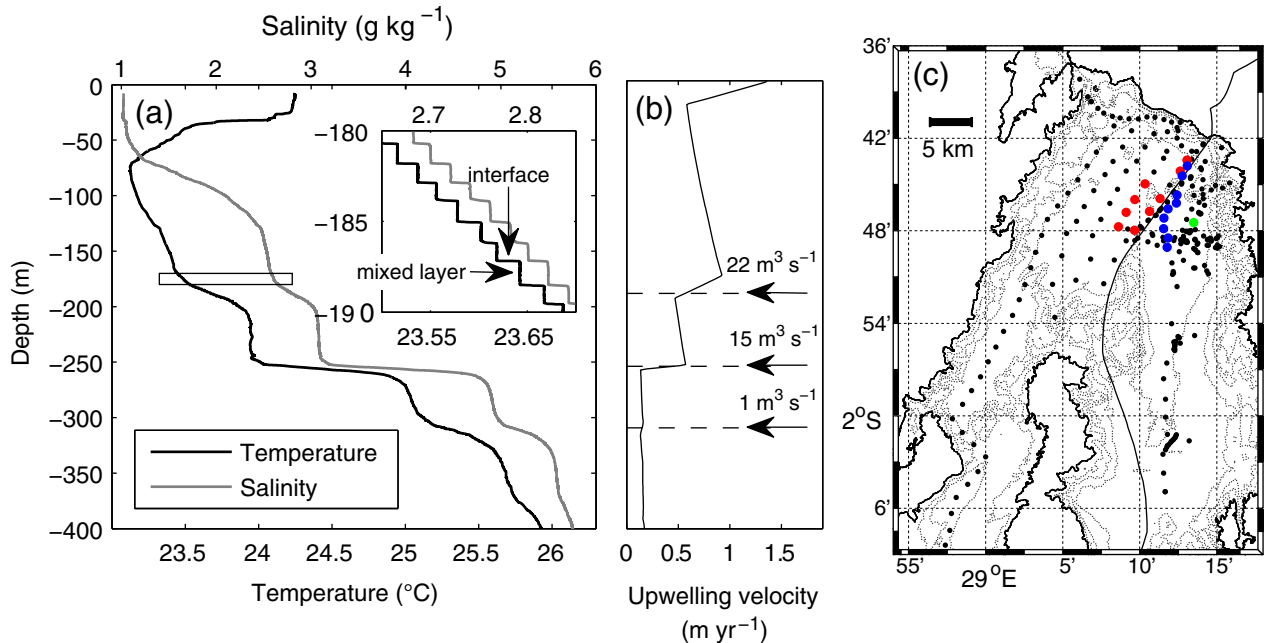 Salinity (g kg⁻¹)
1 2 3 4 5 6
0
−50
−100
−150
−200
−250
−300
−350
−400
Depth (m)
(a)
2.7 2.8
−180
−185
−190
interface
mixed layer
23.55 23.65
Temperature
Salinity
23.5 24 24.5 25 25.5 26
Temperature (°C)
(b)
22 m³ s⁻¹
15 m³ s⁻¹
1 m³ s⁻¹
0 0.5 1 1.5
Upwelling velocity
(m yr⁻¹)
(c)
5 km
36'
42'
48'
54'
2°S
6'
55' 29°E 5' 10' 15'